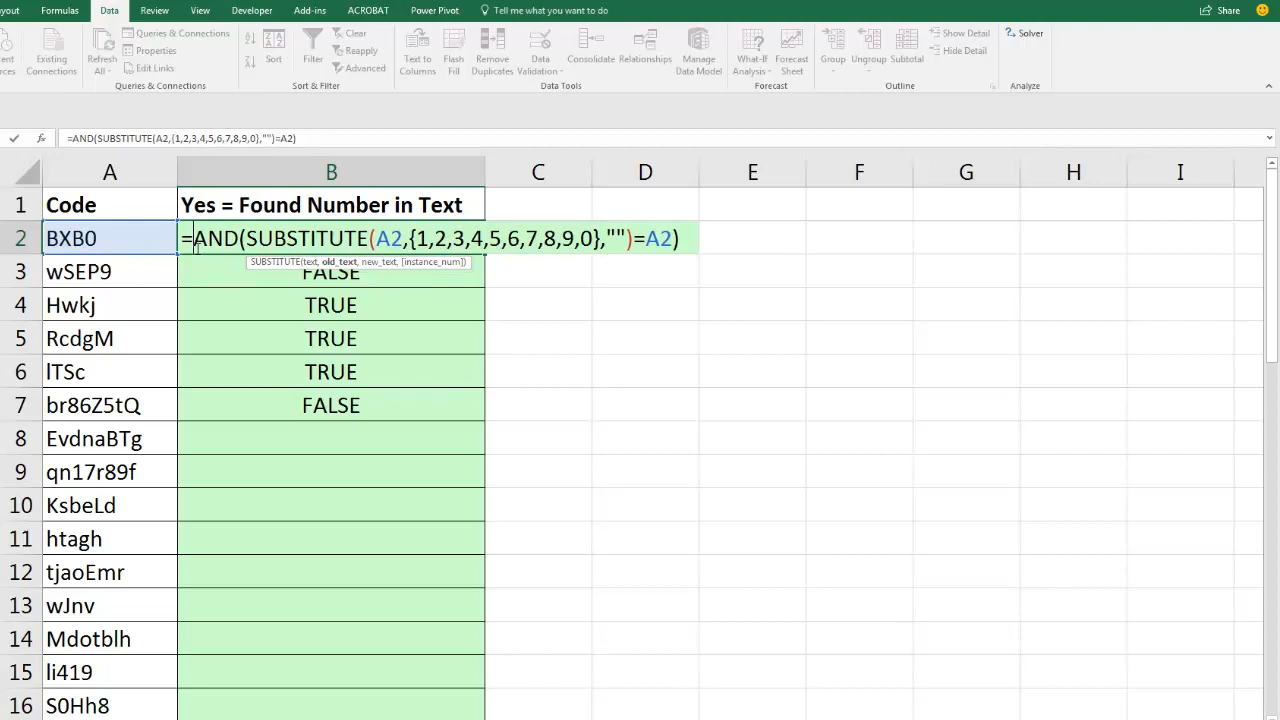 ayout Formulas Data Review View Developer Add-ins ACROBAT Power Pivot Tell me what you want to do Share
Existing Connections
Refresh All
Queries & Connections
Properties
Edit Links
Queries & Connections
Sort
Filter
Clear
Reapply
Advanced
Sort & Filter
Text to Columns
Flash Fill
Remove Duplicates
Data Validation
Consolidate
Relationships
Manage Data Model
Data Tools
What-If Analysis
Forecast Sheet
Forecast
Group
Ungroup
Subtotal
Show Detail
Hide Detail
Outline
Solver
Analyze
fx =AND(SUBSTITUTE(A2,{1,2,3,4,5,6,7,8,9,0},"")=A2)
A B C D E F G H I
1 Code Yes = Found Number in Text
2 BXB0 =AND(SUBSTITUTE(A2,{1,2,3,4,5,6,7,8,9,0},"")=A2)
SUBSTITUTE(text, old_text, new_text, [instance_num])
3 wSEP9 FALSE
4 Hwkj TRUE
5 RcdgM TRUE
6 lTSc TRUE
7 br86Z5tQ FALSE
8 EvdnaBTg
9 qn17r89f
10 KsbeLd
11 htagh
12 tjaoEmr
13 wJnv
14 Mdotblh
15 li419
16 S0Hh8